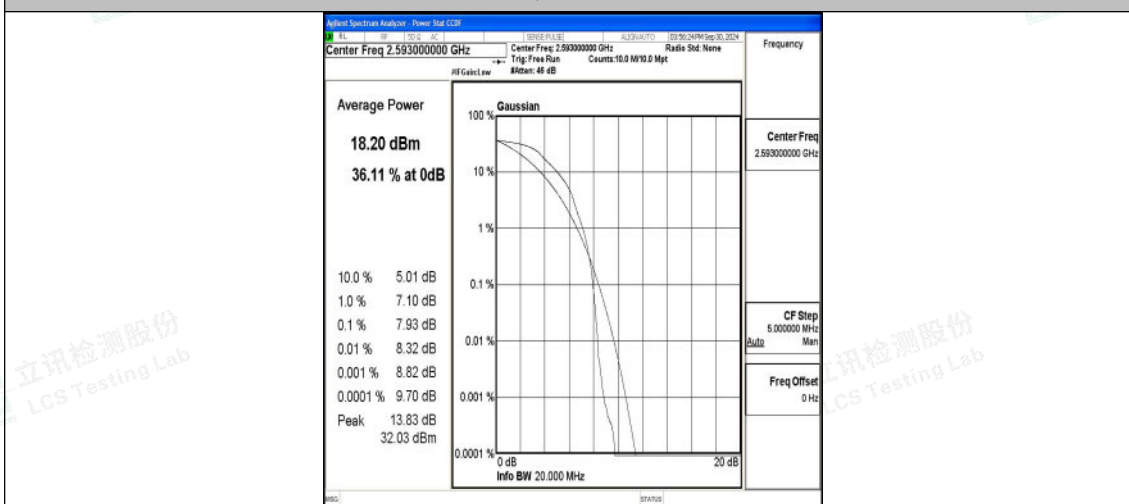 Agilent Spectrum Analyzer - Power Stat CCDF
RL RF 50 Ω AC SENSE:PULSE ALIGNAUTO 03:56:24PM Sep 30, 2024
Center Freq 2.593000000 GHz
Center Freq: 2.593000000 GHz
Radio Std: None
Trig: Free Run
Counts:10.0 M/10.0 Mpt
#IFGain:Low
#Atten: 46 dB
Frequency
Average Power
18.20 dBm
36.11 % at 0dB
10.0 % 5.01 dB
1.0 % 7.10 dB
0.1 % 7.93 dB
0.01 % 8.32 dB
0.001 % 8.82 dB
0.0001 % 9.70 dB
Peak 13.83 dB
32.03 dBm
Gaussian
100 %
10 %
1 %
0.1 %
0.01 %
0.001 %
0.0001 %
0 dB
20 dB
Info BW 20.000 MHz
Center Freq
2.593000000 GHz
CF Step
5.000000 MHz
Auto Man
Freq Offset
0 Hz
MSG
STATUS
立讯检测股份
LCS Testing Lab
立讯检测股份
LCS Testing Lab